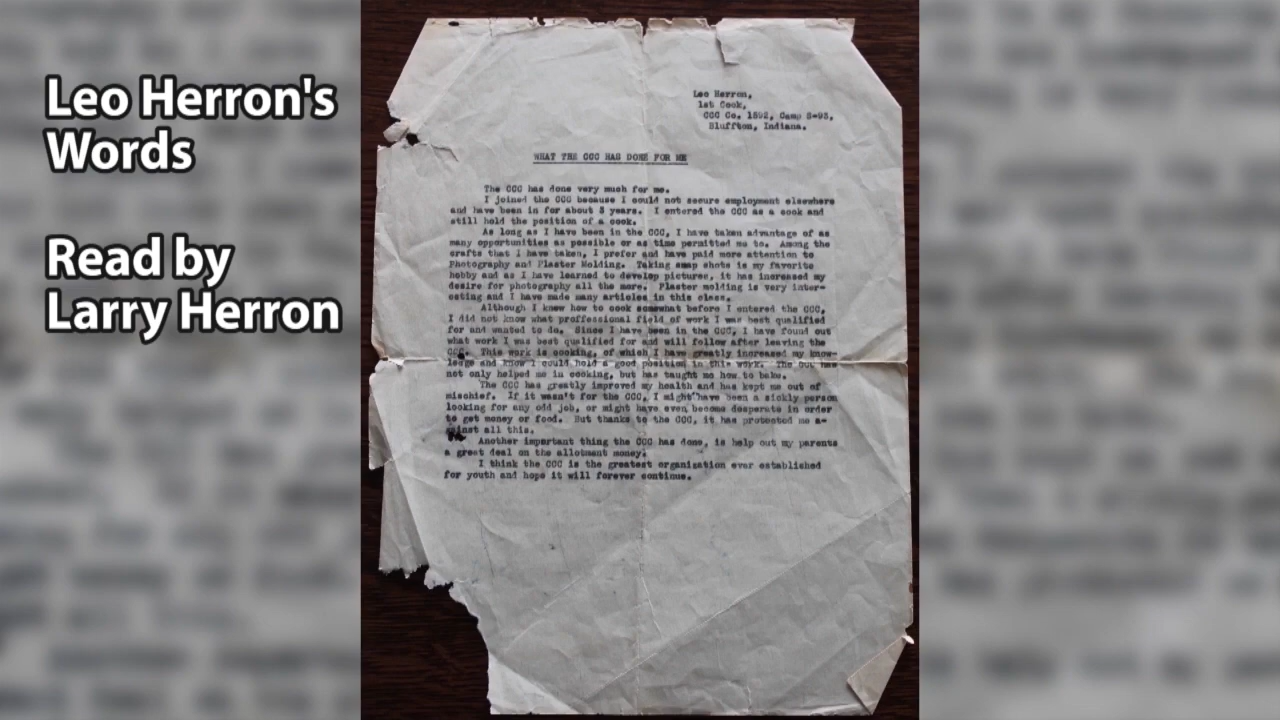 Leo Herron's
Words
Read by
Larry Herron
Leo Herron,
1st Cook,
CCC Co. 1592, Camp S-93,
Bluffton, Indiana.
WHAT THE CCC HAS DONE FOR ME
The CCC has done very much for me.
I joined the CCC because I could not secure employment elsewhere
and have been in for about 3 years. I entered the CCC as a cook and
still hold the position of a cook.
As long as I have been in the CCC, I have taken advantage of as
many opportunities as possible or as time permitted me to. Among the
crafts that I have taken, I prefer and have paid more attention to
Photography and Plaster Molding. Taking snap shots is my favorite
hobby and as I have learned to develop pictures, it has increased my
desire for photography all the more. Plaster molding is very inter-
esting and I have made many articles in this class.
Although I knew how to cook somewhat before I entered the CCC,
I did not know what proffessional field of work I was best qualified
for and wanted to do. Since I have been in the CCC, I have found out
what work I was best qualified for and will follow after leaving the
CCC. This work is cooking, of which I have greatly increased my know-
ledge and know I could hold a good position in this work. The CCC has
not only helped me in cooking, but has taught me how to bake.
The CCC has greatly improved my health and has kept me out of
mischief. If it wasn't for the CCC, I might have been a sickly person
looking for any odd job, or might have even become desperate in order
to get money or food. But thanks to the CCC, it has protected me a-
gainst all this.
Another important thing the CCC has done, is help out my parents
a great deal on the allotment money.
I think the CCC is the greatest organization ever established
for youth and hope it will forever continue.